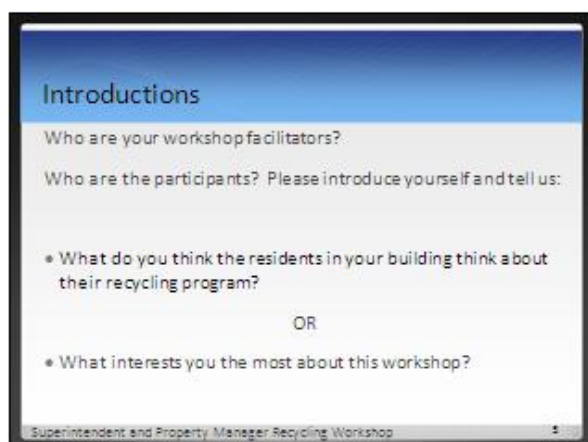 Introductions
Who are your workshop facilitators?
Who are the participants? Please introduce yourself and tell us:
• What do you think the residents in your building think about
their recycling program?
OR
• What interests you the most about this workshop?
Superintendent and Property Manager Recycling Workshop 5